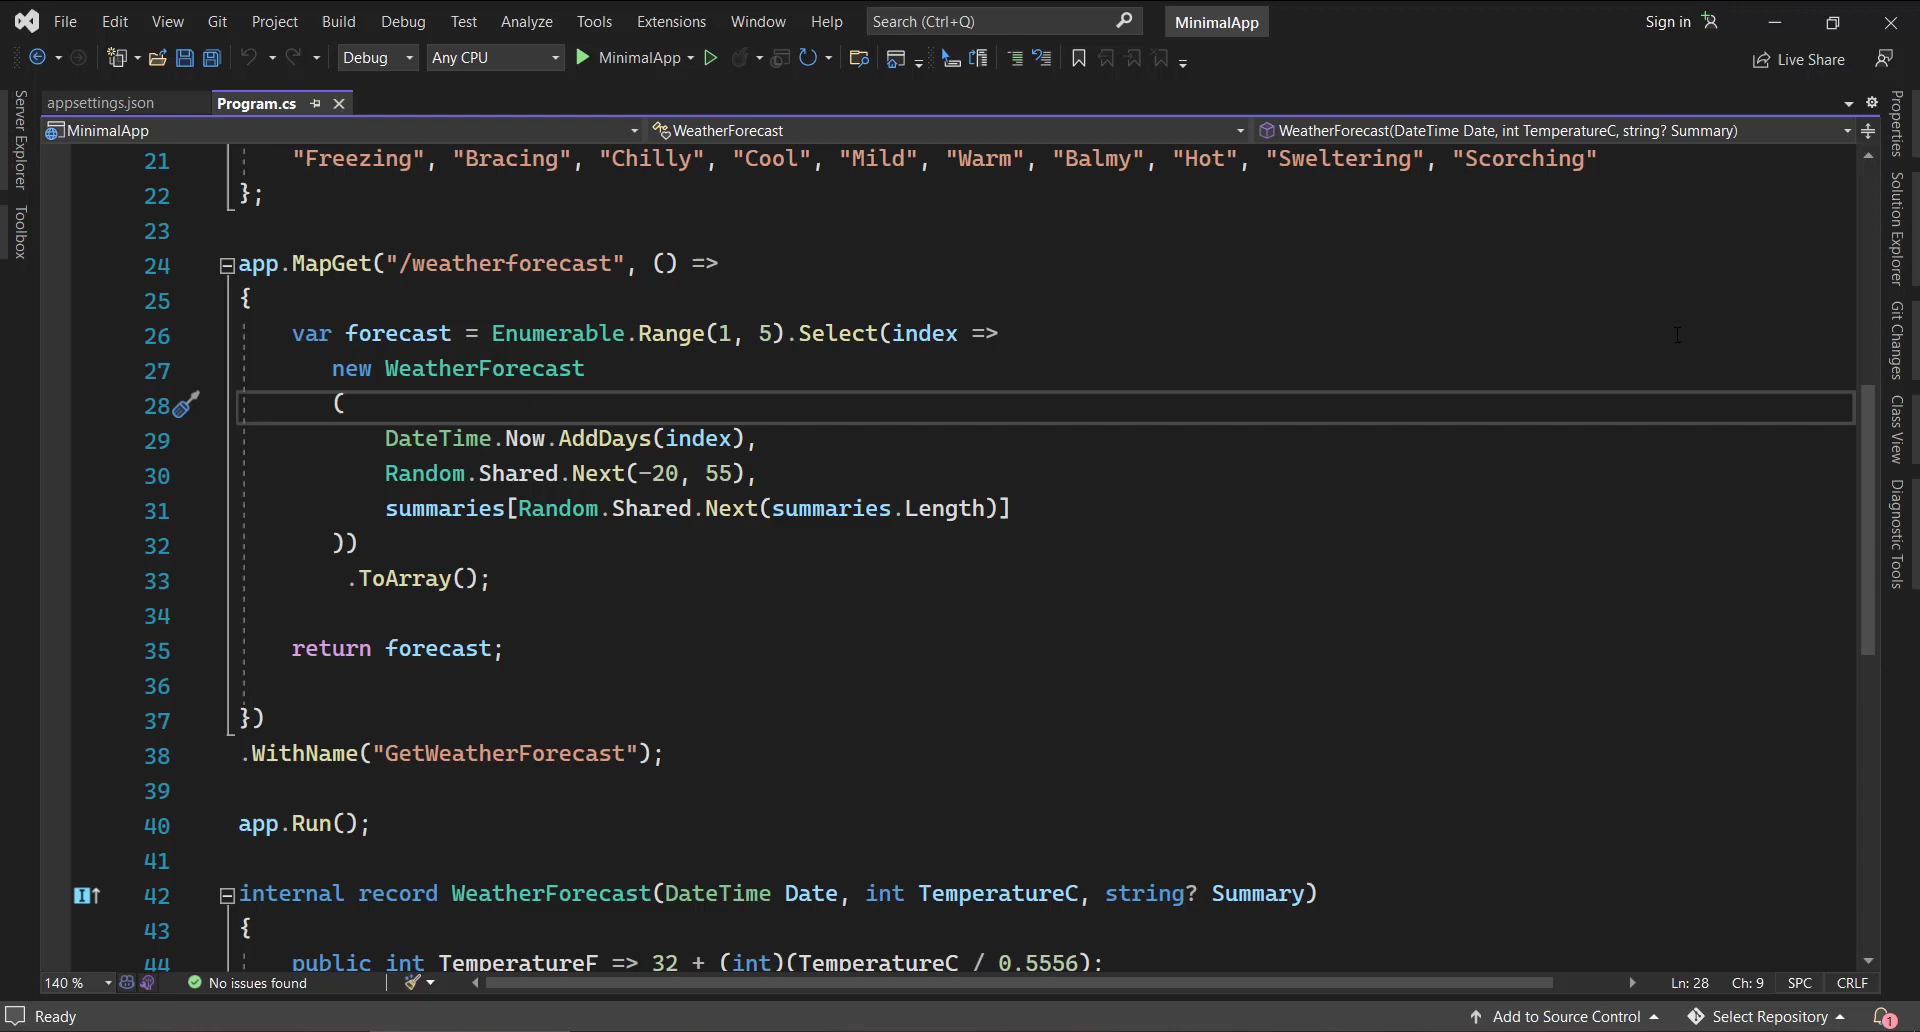 File Edit View Git Project Build Debug Test Analyze Tools Extensions Window Help Search (Ctrl+Q) MinimalApp Sign in
Debug Any CPU MinimalApp Live Share
appsettings.json Program.cs
MinimalApp WeatherForecast WeatherForecast(DateTime Date, int TemperatureC, string? Summary)
Server Explorer
Toolbox
21 "Freezing", "Bracing", "Chilly", "Cool", "Mild", "Warm", "Balmy", "Hot", "Sweltering", "Scorching"
22 };
23
24 app.MapGet("/weatherforecast", () =>
25 {
26 var forecast = Enumerable.Range(1, 5).Select(index =>
27 new WeatherForecast
28 (
29 DateTime.Now.AddDays(index),
30 Random.Shared.Next(-20, 55),
31 summaries[Random.Shared.Next(summaries.Length)]
32 ))
33 .ToArray();
34
35 return forecast;
36
37 })
38 .WithName("GetWeatherForecast");
39
40 app.Run();
41
42 internal record WeatherForecast(DateTime Date, int TemperatureC, string? Summary)
43 {
44 public int TemperatureF => 32 + (int)(TemperatureC / 0.5556);
Properties
Solution Explorer
Git Changes
Class View
Diagnostic Tools
140 % No issues found Ln: 28 Ch: 9 SPC CRLF
Ready Add to Source Control Select Repository 1